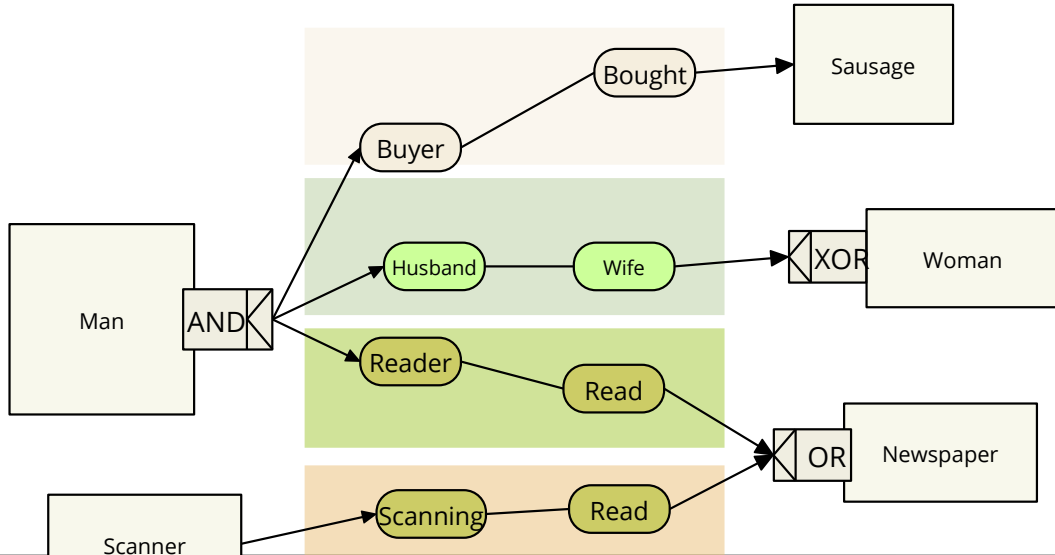 Bought
Sausage
Buyer
Husband
Wife
XOR
Woman
Man
AND
Reader
Read
OR
Newspaper
Scanning
Read
Scanner